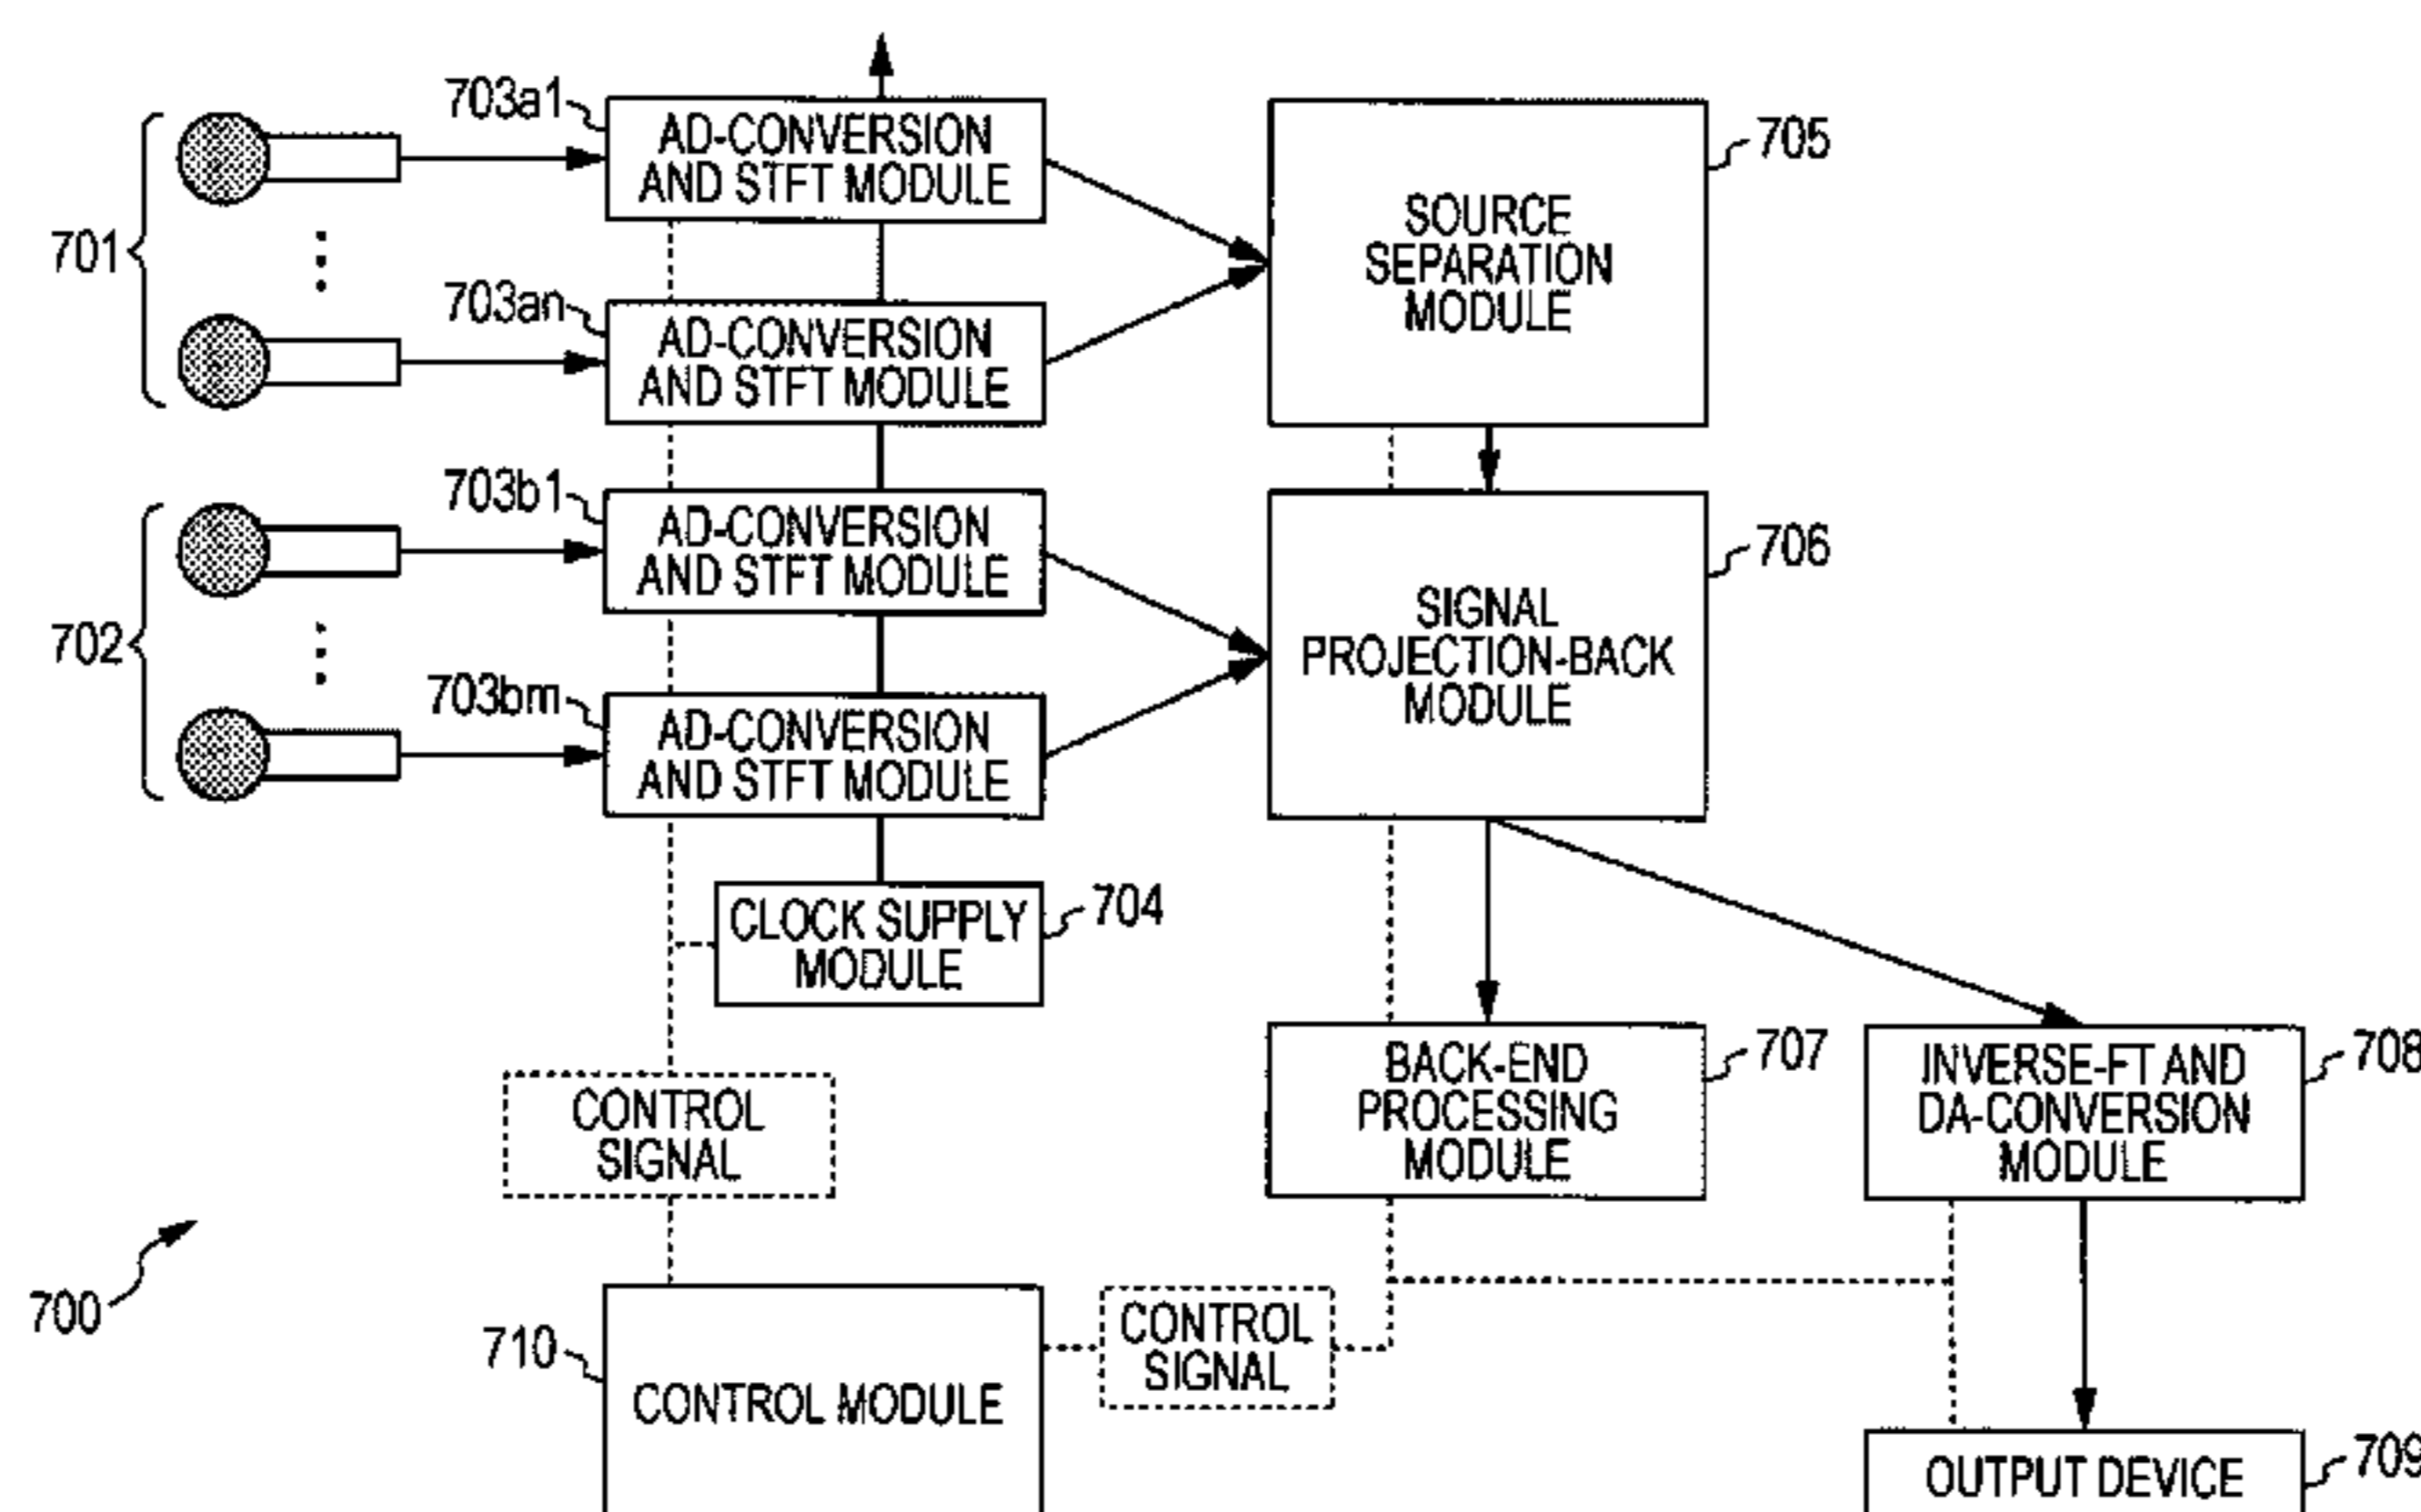 703a1
AD-CONVERSION
AND STFT MODULE
705
SOURCE
SEPARATION
MODULE
701
703an
AD-CONVERSION
AND STFT MODULE
703b1
AD-CONVERSION
AND STFT MODULE
706
SIGNAL
PROJECTION-BACK
MODULE
702
703bm
AD-CONVERSION
AND STFT MODULE
CLOCK SUPPLY
MODULE
704
CONTROL
SIGNAL
BACK-END
PROCESSING
MODULE
707
INVERSE-FT AND
DA-CONVERSION
MODULE
708
700
710
CONTROL MODULE
CONTROL
SIGNAL
OUTPUT DEVICE
709